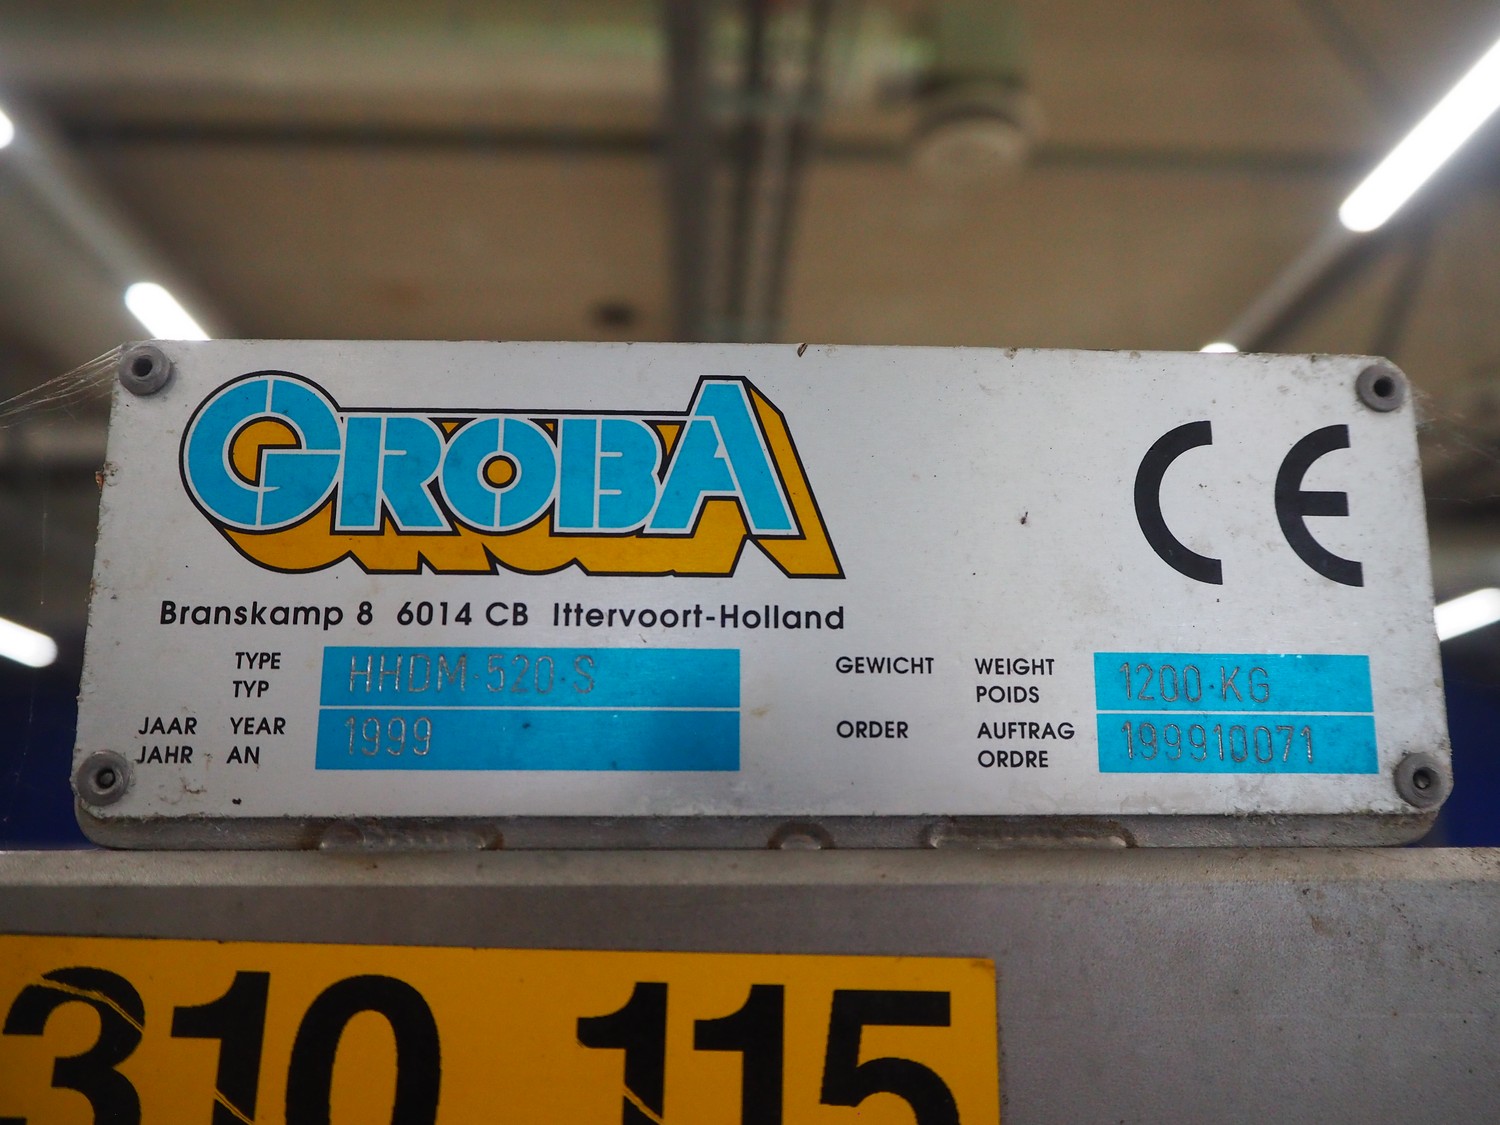 GROBA
CE
Branskamp 8 6014 CB Ittervoort-Holland
TYPE HHDM·520·S GEWICHT WEIGHT 1200·KG
TYP POIDS
JAAR YEAR 1999 ORDER AUFTRAG 199910071
JAHR AN ORDRE
310 115